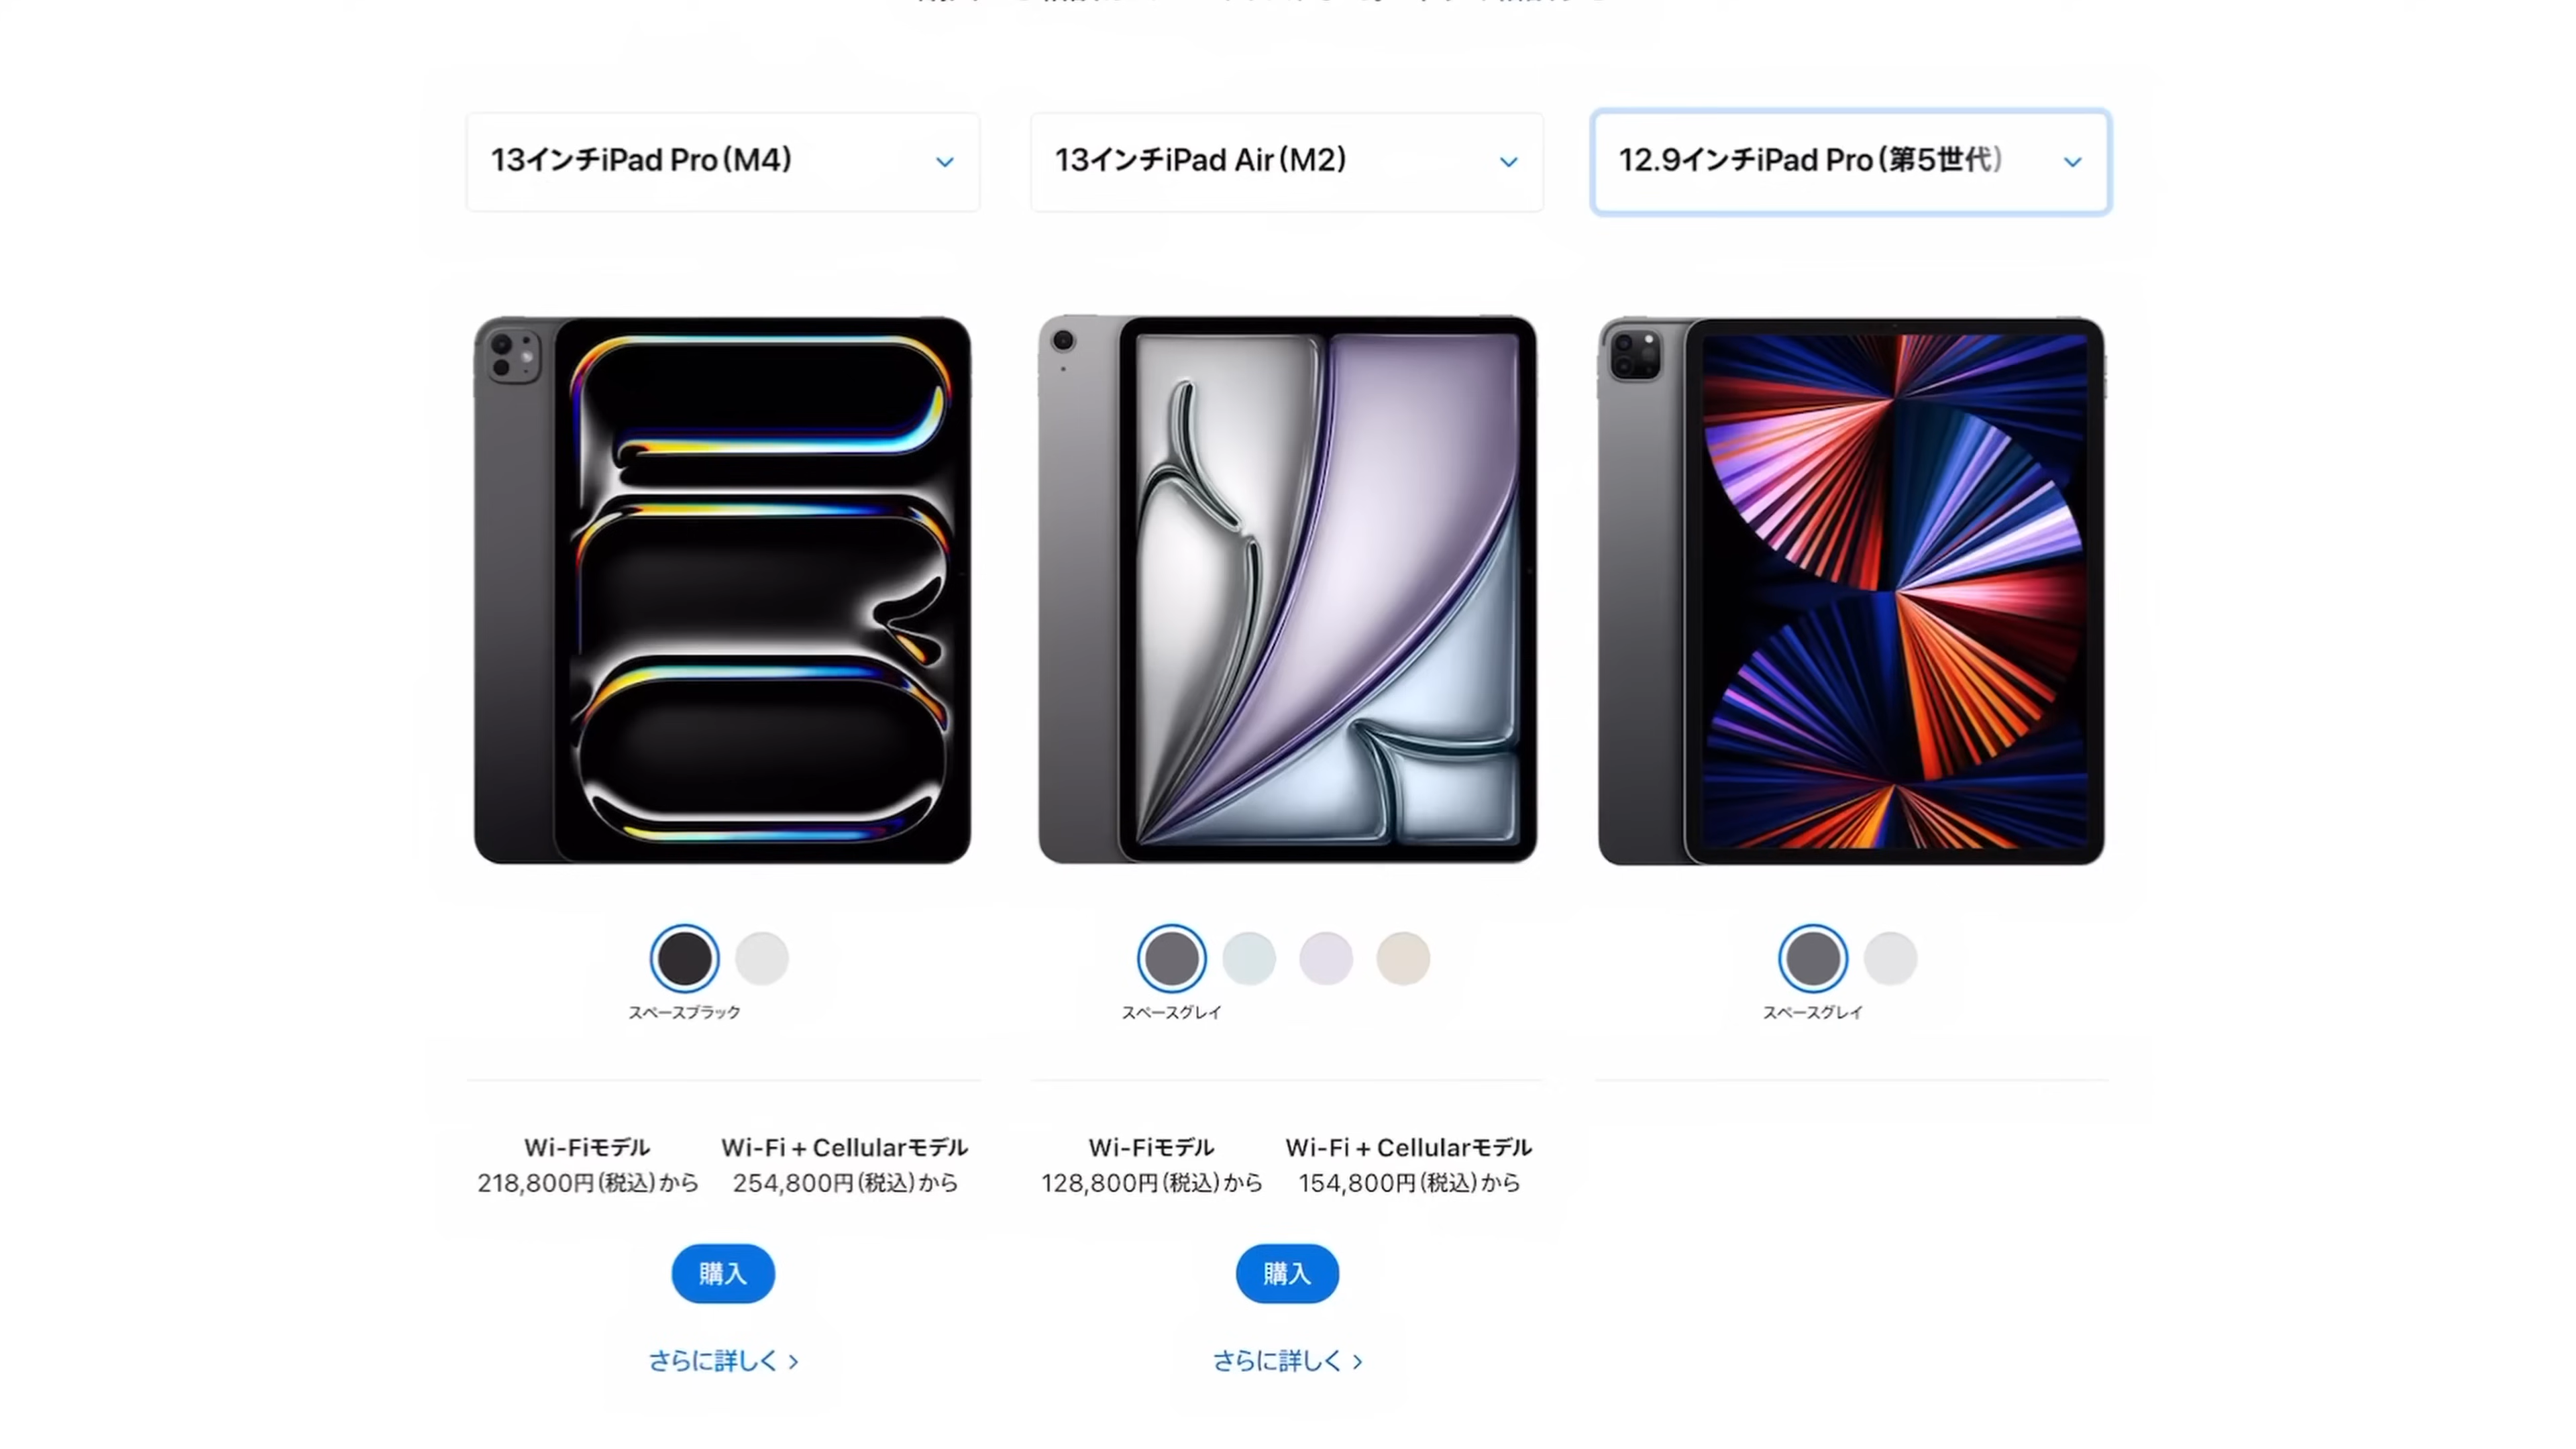 13インチiPad Pro（M4）
13インチiPad Air（M2）
12.9インチiPad Pro（第5世代）
スペースブラック
スペースグレイ
スペースグレイ
Wi-Fiモデル
218,800円（税込）から
Wi-Fi + Cellularモデル
254,800円（税込）から
Wi-Fiモデル
128,800円（税込）から
Wi-Fi + Cellularモデル
154,800円（税込）から
購入
購入
さらに詳しく >
さらに詳しく >